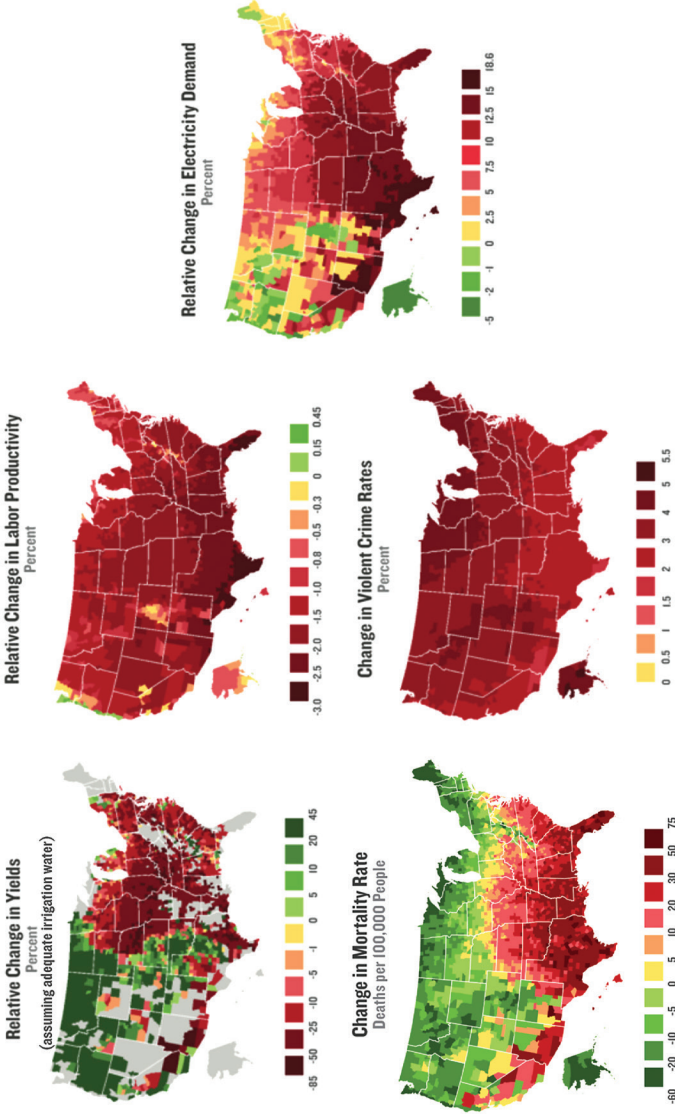 Relative Change in Yields
Percent
(assuming adequate irrigation water)
-85 -50 -25 -10 -5 -1 0 5 10 20 45
Relative Change in Labor Productivity
Percent
-3.0 -2.5 -2.0 -1.5 -1.0 -0.8 -0.5 -0.3 0 0.15 0.45
Relative Change in Electricity Demand
Percent
-5 -2 -1 0 2.5 5 7.5 10 12.5 15 18.6
Change in Mortality Rate
Deaths per 100,000 People
-60 -20 -10 -5 0 5 10 20 30 50 75
Change in Violent Crime Rates
Percent
0 0.5 1 1.5 2 3 4 5 5.5